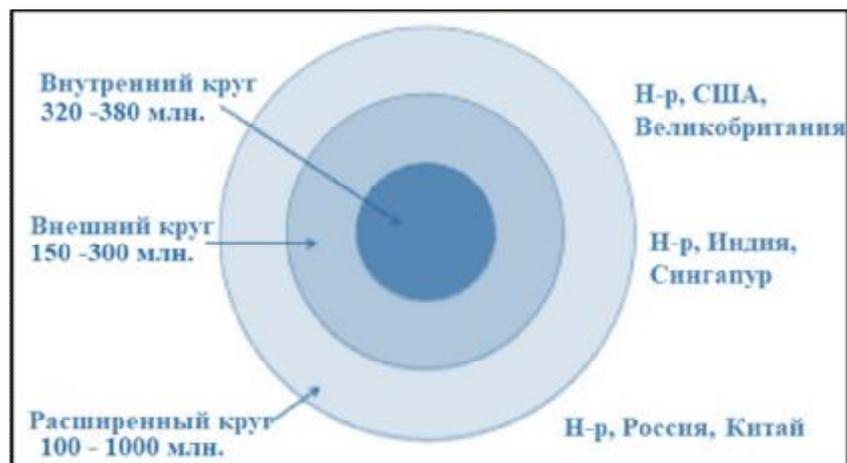 Внутренний круг
320 -380 млн.
Н-р, США,
Великобритания
Внешний круг
150 -300 млн.
Н-р, Индия,
Сингапур
Расширенный круг
100 - 1000 млн.
Н-р, Россия, Китай